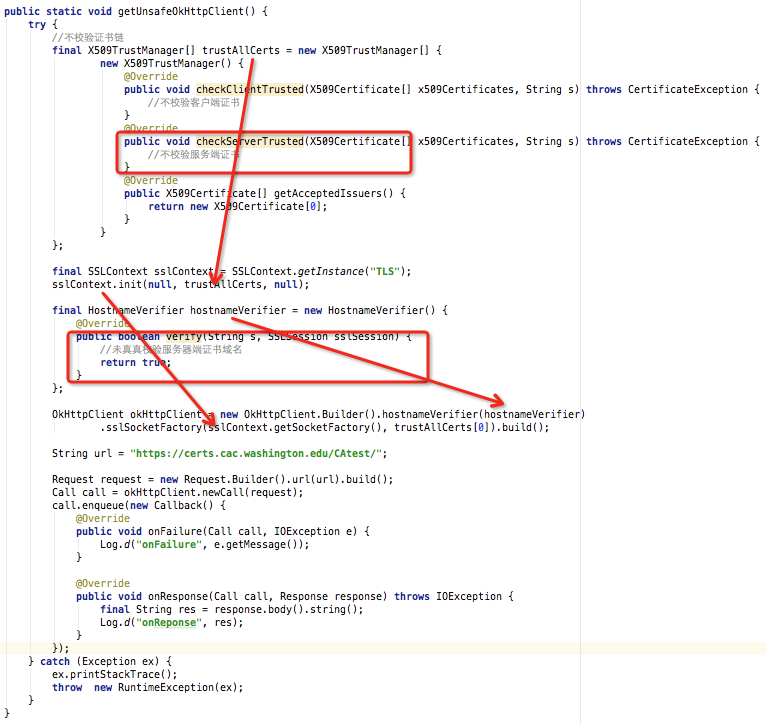 public static void getUnsafeOkHttpClient() {
try {
//不校验证书链
final X509TrustManager[] trustAllCerts = new X509TrustManager[] {
new X509TrustManager() {
@Override
public void checkClientTrusted(X509Certificate[] x509Certificates, String s) throws CertificateException {
//不校验客户端证书
}
@Override
public void checkServerTrusted(X509Certificate[] x509Certificates, String s) throws CertificateException {
//不校验服务端证书
}
@Override
public X509Certificate[] getAcceptedIssuers() {
return new X509Certificate[0];
}
}
};
final SSLContext sslContext = SSLContext.getInstance("TLS");
sslContext.init(null, trustAllCerts, null);
final HostnameVerifier hostnameVerifier = new HostnameVerifier() {
@Override
public boolean verify(String s, SSLSession sslSession) {
//未真真校验服务器端证书域名
return true;
}
};
OkHttpClient okHttpClient = new OkHttpClient.Builder().hostnameVerifier(hostnameVerifier)
.sslSocketFactory(sslContext.getSocketFactory(), trustAllCerts[0]).build();
String url = "https://certs.cac.washington.edu/CAtest/";
Request request = new Request.Builder().url(url).build();
Call call = okHttpClient.newCall(request);
call.enqueue(new Callback() {
@Override
public void onFailure(Call call, IOException e) {
Log.d("onFailure", e.getMessage());
}
@Override
public void onResponse(Call call, Response response) throws IOException {
final String res = response.body().string();
Log.d("onReponse", res);
}
});
} catch (Exception ex) {
ex.printStackTrace();
throw  new RuntimeException(ex);
}
}